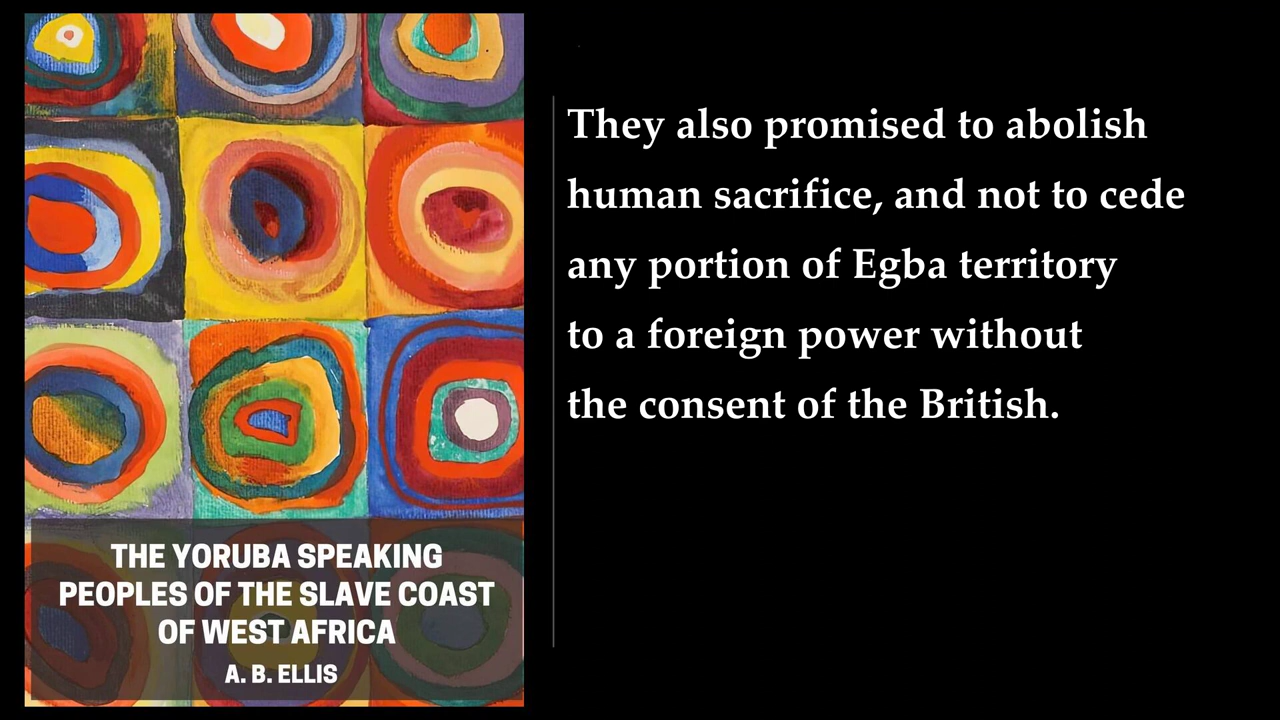 They also promised to abolish
human sacrifice, and not to cede
any portion of Egba territory
to a foreign power without
the consent of the British.
THE YORUBA SPEAKING
PEOPLES OF THE SLAVE COAST
OF WEST AFRICA
A. B. ELLIS